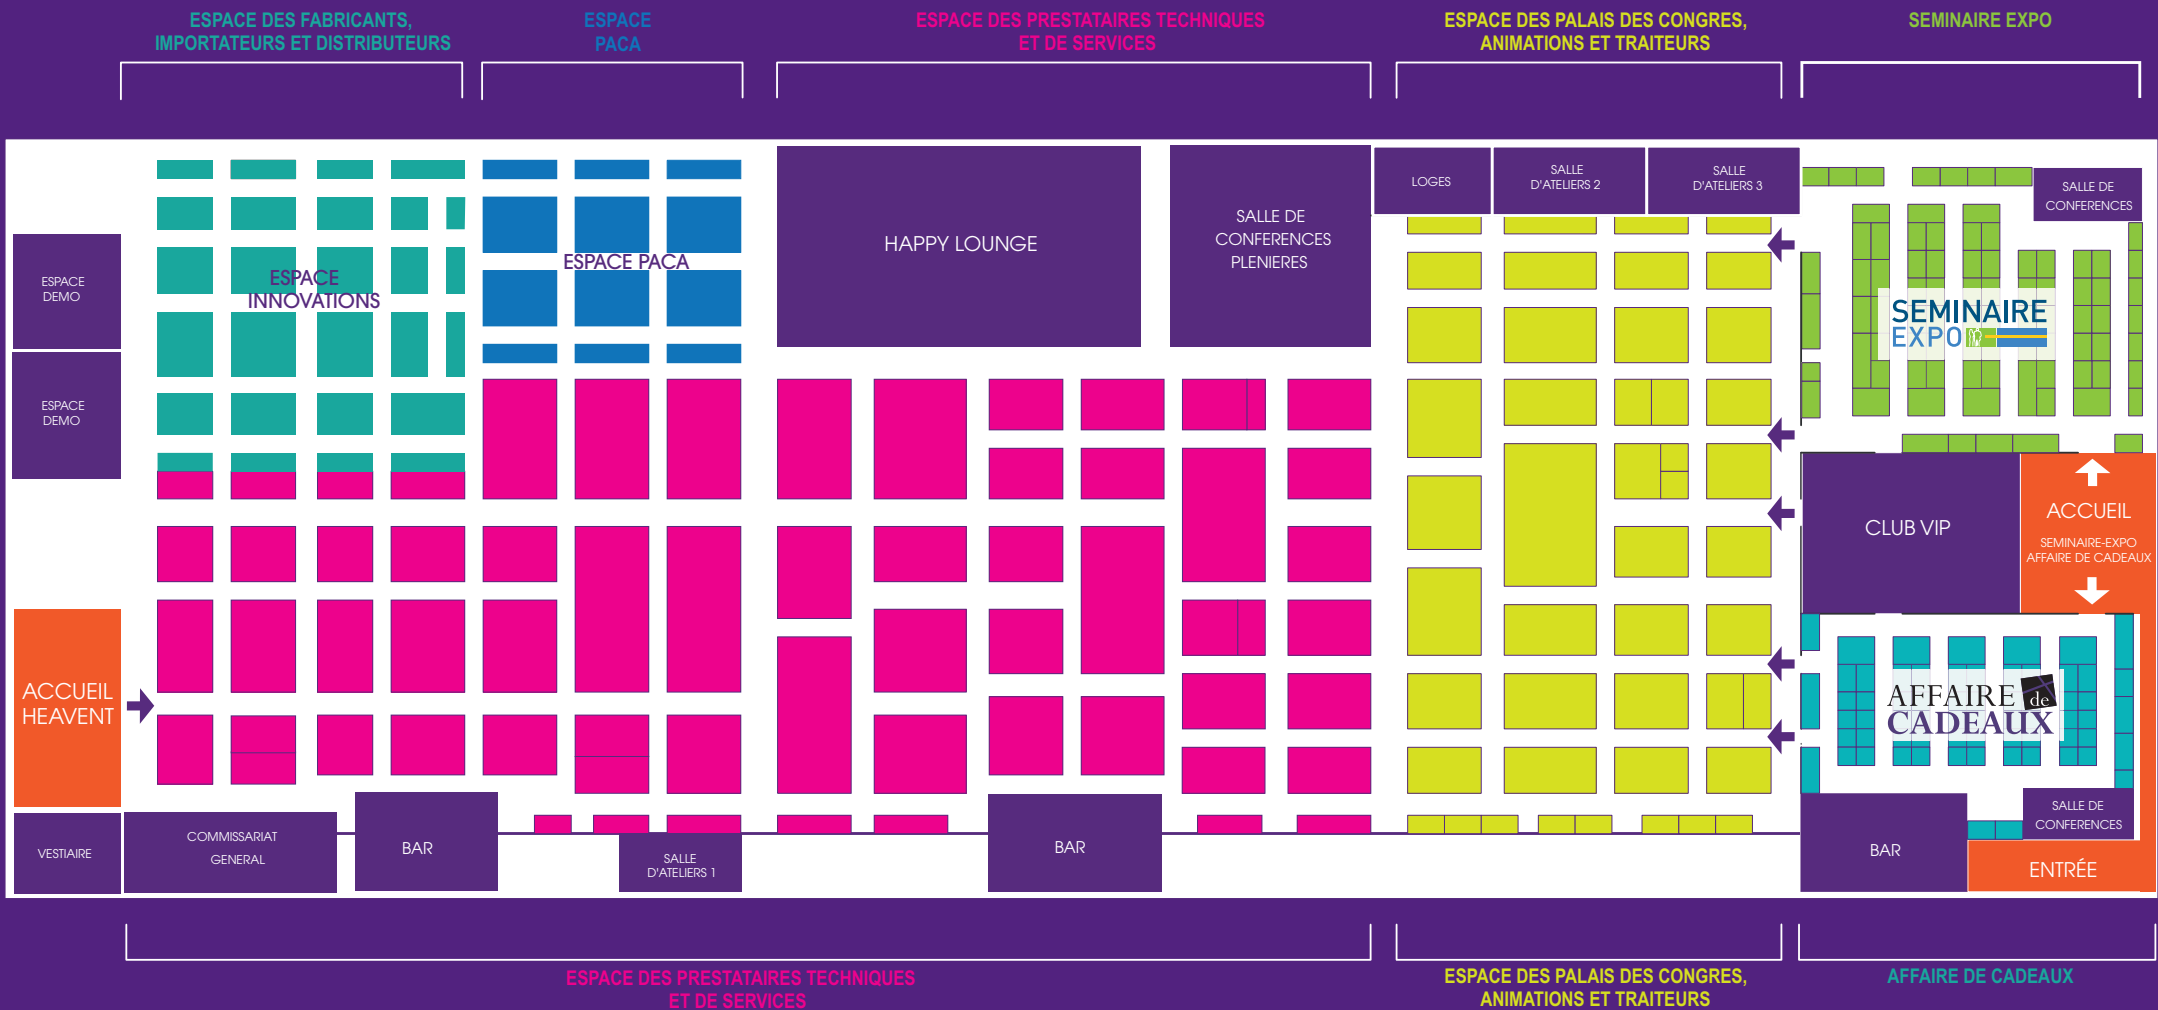 ESPACE DES FABRICANTS,
IMPORTATEURS ET DISTRIBUTEURS
ESPACE
PACA
ESPACE DES PRESTATAIRES TECHNIQUES
ET DE SERVICES
ESPACE DES PALAIS DES CONGRES,
ANIMATIONS ET TRAITEURS
SEMINAIRE EXPO
ESPACE
DEMO
ESPACE
DEMO
ESPACE
INNOVATIONS
ESPACE PACA
HAPPY LOUNGE
SALLE DE
CONFERENCES
PLENIERES
LOGES
SALLE
D'ATELIERS 2
SALLE
D'ATELIERS 3
SALLE DE
CONFERENCES
SEMINAIRE
EXPO
CLUB VIP
ACCUEIL
SEMINAIRE-EXPO
AFFAIRE DE CADEAUX
ACCUEIL
HEAVENT
AFFAIRE de
CADEAUX
VESTIAIRE
COMMISSARIAT
GENERAL
BAR
SALLE
D'ATELIERS 1
BAR
BAR
SALLE DE
CONFERENCES
ENTRÉE
ESPACE DES PRESTATAIRES TECHNIQUES
ET DE SERVICES
ESPACE DES PALAIS DES CONGRES,
ANIMATIONS ET TRAITEURS
AFFAIRE DE CADEAUX